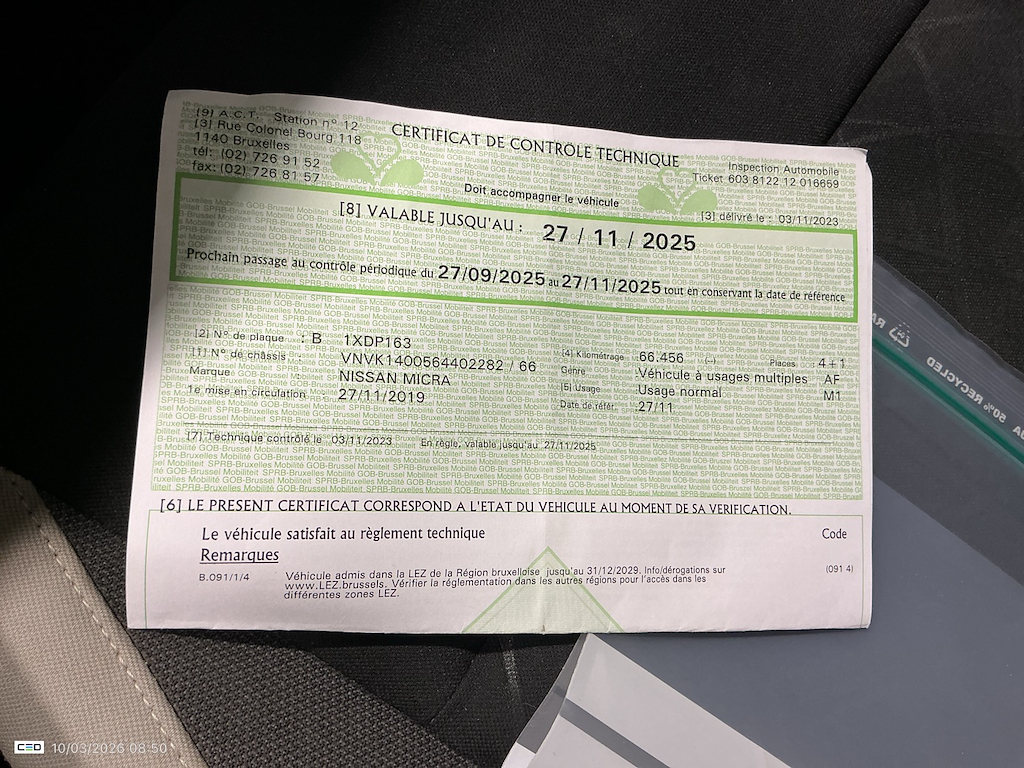 [9] A.C.T. Station n° 12
[3] Rue Colonel Bourg 118
1140 Bruxelles
tél: (02) 726 91 52
fax: (02) 726 81 57
CERTIFICAT DE CONTRÔLE TECHNIQUE
Doit accompagner le véhicule
Inspection Automobile
Ticket 603 8122 12 016659
[3] délivré le : 03/11/2023
[8] VALABLE JUSQU'AU : 27 / 11 / 2025
Prochain passage au contrôle périodique du 27/09/2025 au 27/11/2025 tout en conservant la date de référence
[2] N° de plaque : B 1XDP163
[1] N° de châssis : VNVK1400564402282 / 66
Marque : NISSAN MICRA
1e mise en circulation : 27/11/2019
[4] Kilométrage : 66.456 (-) Places 4+1
Genre : Véhicule à usages multiples AF
[5] Usage : Usage normal M1
Date de référ. : 27/11
[7] Technique contrôlé le 03/11/2023 En règle, valable jusqu'au 27/11/2025
[6] LE PRESENT CERTIFICAT CORRESPOND A L'ETAT DU VEHICULE AU MOMENT DE SA VERIFICATION.
Le véhicule satisfait au règlement technique Code
Remarques
B.091/1/4 Véhicule admis dans la LEZ de la Région bruxelloise jusqu'au 31/12/2029. Info/dérogations sur (091 4)
www.LEZ.brussels. Vérifier la réglementation dans les autres régions pour l'accès dans les
différentes zones LEZ.
50% RECYCLED
CEO 10/03/2026 08:50